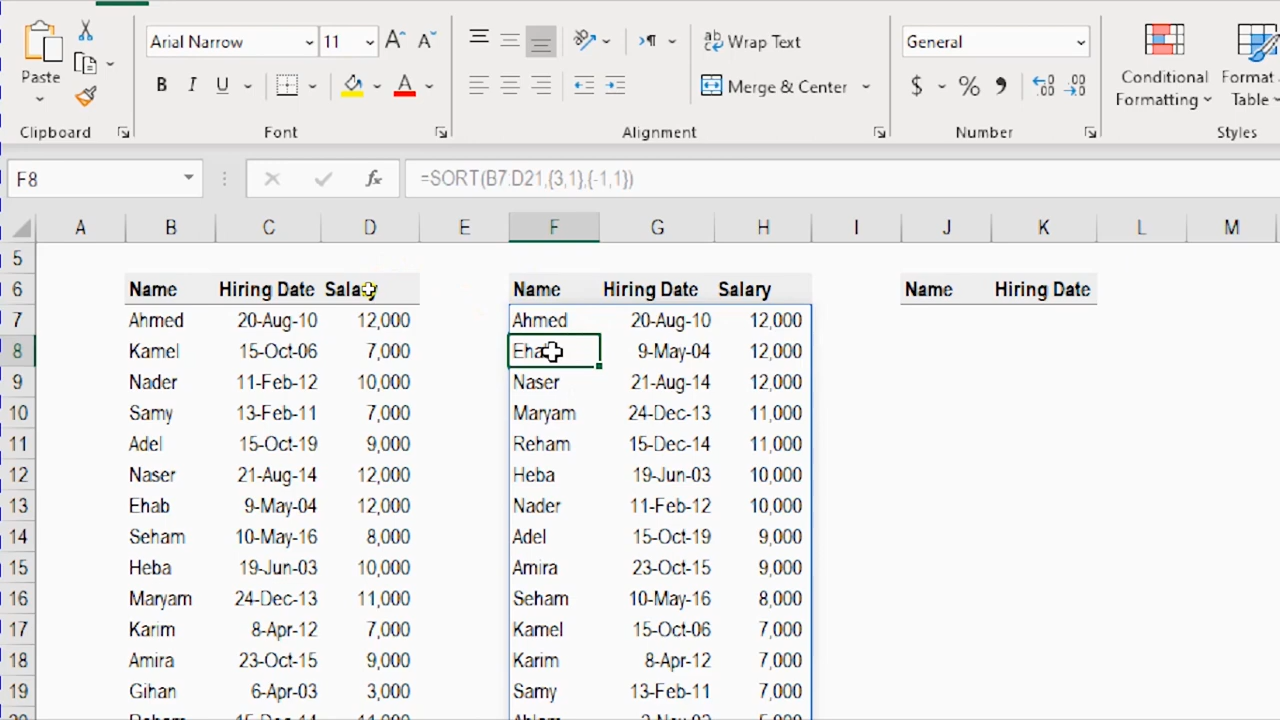 Arial Narrow 11 Wrap Text General
Paste B I U Merge & Center $ % Conditional Format
Formatting Table
Clipboard Font Alignment Number Styles
F8 fx =SORT(B7:D21,{3,1},{-1,1})
A B C D E F G H I J K L M
5
6 Name Hiring Date Salary Name Hiring Date Salary Name Hiring Date
7 Ahmed 20-Aug-10 12,000 Ahmed 20-Aug-10 12,000
8 Kamel 15-Oct-06 7,000 Ehab 9-May-04 12,000
9 Nader 11-Feb-12 10,000 Naser 21-Aug-14 12,000
10 Samy 13-Feb-11 7,000 Maryam 24-Dec-13 11,000
11 Adel 15-Oct-19 9,000 Reham 15-Dec-14 11,000
12 Naser 21-Aug-14 12,000 Heba 19-Jun-03 10,000
13 Ehab 9-May-04 12,000 Nader 11-Feb-12 10,000
14 Seham 10-May-16 8,000 Adel 15-Oct-19 9,000
15 Heba 19-Jun-03 10,000 Amira 23-Oct-15 9,000
16 Maryam 24-Dec-13 11,000 Seham 10-May-16 8,000
17 Karim 8-Apr-12 7,000 Kamel 15-Oct-06 7,000
18 Amira 23-Oct-15 9,000 Karim 8-Apr-12 7,000
19 Gihan 6-Apr-03 3,000 Samy 13-Feb-11 7,000